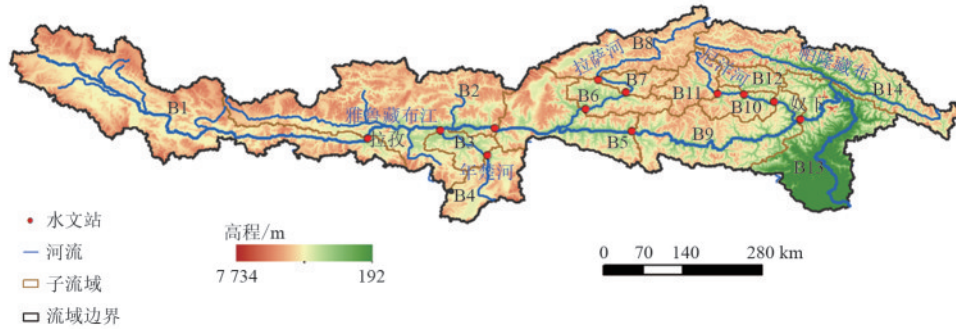 拉萨河
B8
尼洋河
帕隆藏布
B7
B12
B14
B1
B2
B6
B11
B10
奴下
雅鲁藏布江
拉孜
B3
B5
B9
年楚河
B4
B13
水文站
河流
子流域
流域边界
高程/m
7 734
192
0 70 140 280 km